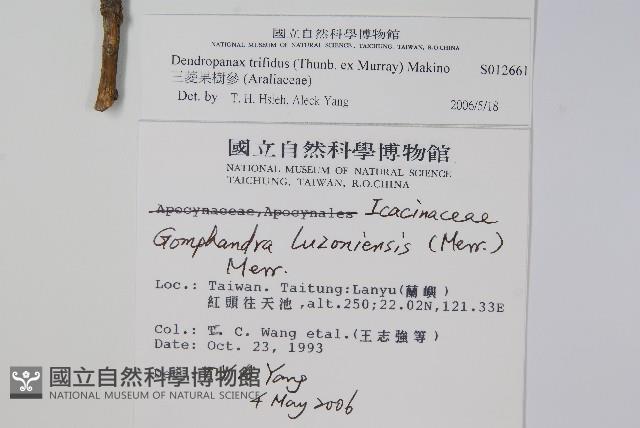 國立自然科學博物館
NATIONAL MUSEUM OF NATURAL SCIENCE, TAICHUNG, TAIWAN, R.O.CHINA
Dendropanax trifidus (Thunb. ex Murray) Makino S012661
三菱果樹參 (Araliaceae)
Det. by T. H. Hsieh, Aleck Yang 2006/5/18
國立自然科學博物館
NATIONAL MUSEUM OF NATURAL SCIENCE
TAICHUNG, TAIWAN, R.O.CHINA
Apocynaceae,Apocynales Icacinaceae
Gomphandra luzoniensis (Merr.)
Merr.
Loc.: Taiwan. Taitung:Lanyu(蘭嶼)
紅頭往天池,alt.250;22.02N,121.33E
Col.: T. C. Wang etal.(王志強等)
Date: Oct. 23, 1993
Yang
4 May 2006
國立自然科學博物館
NATIONAL MUSEUM OF NATURAL SCIENCE